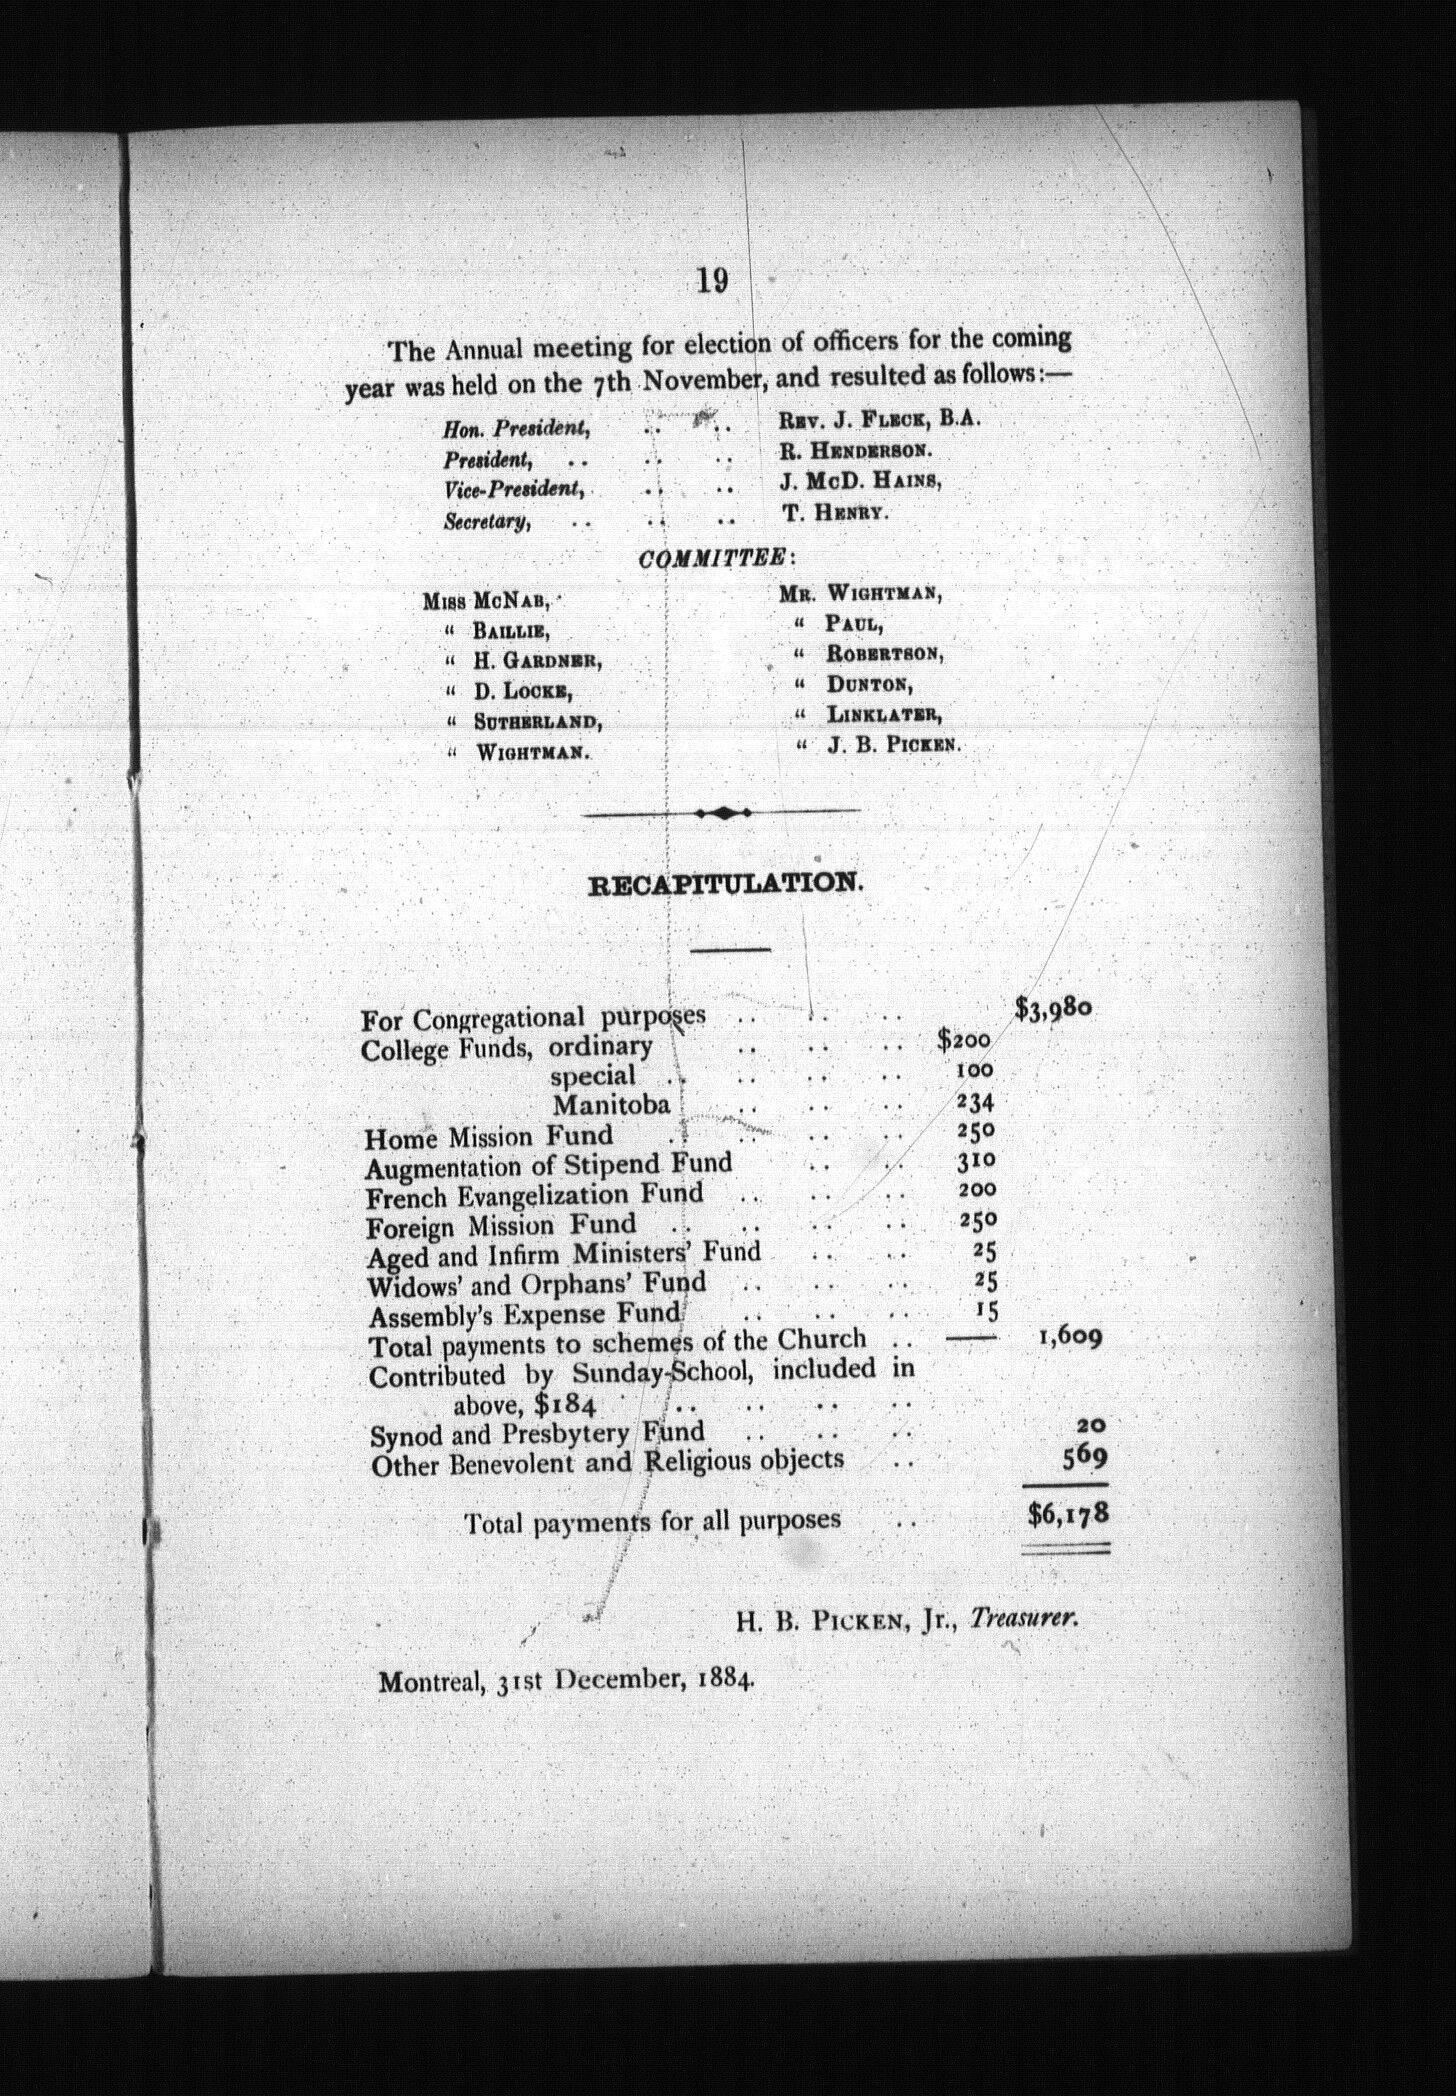 19
The Annual meeting for election of officers for the coming
year was held on the 7th November, and resulted as follows:—
Hon. President, .. .. REV. J. FLECK, B.A.
President, .. .. .. R. HENDERSON.
Vice-President, .. .. J. McD. HAINS,
Secretary, .. .. .. T. HENRY.
COMMITTEE:
MISS McNAB, MR. WIGHTMAN,
“ BAILLIE, “ PAUL,
“ H. GARDNER, “ ROBERTSON,
“ D. LOCKE, “ DUNTON,
“ SUTHERLAND, “ LINKLATER,
“ WIGHTMAN. “ J. B. PICKEN.
RECAPITULATION.
For Congregational purposes .. .. .. $3,980
College Funds, ordinary .. .. .. $200
special .. .. .. .. 100
Manitoba .. .. .. 234
Home Mission Fund .. .. .. .. 250
Augmentation of Stipend Fund .. .. 310
French Evangelization Fund .. .. .. 200
Foreign Mission Fund .. .. .. .. 250
Aged and Infirm Ministers' Fund .. .. 25
Widows' and Orphans' Fund .. .. .. 25
Assembly's Expense Fund .. .. .. 15
Total payments to schemes of the Church .. —— 1,609
Contributed by Sunday-School, included in
above, $184 .. .. .. ..
Synod and Presbytery Fund .. .. .. 20
Other Benevolent and Religious objects .. 569
Total payments for all purposes .. $6,178
H. B. PICKEN, Jr., Treasurer.
Montreal, 31st December, 1884.